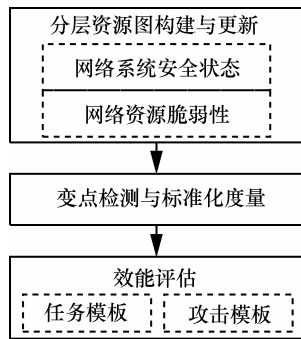 分层资源图构建与更新
网络系统安全状态
网络资源脆弱性
变点检测与标准化度量
效能评估
任务模板
攻击模板